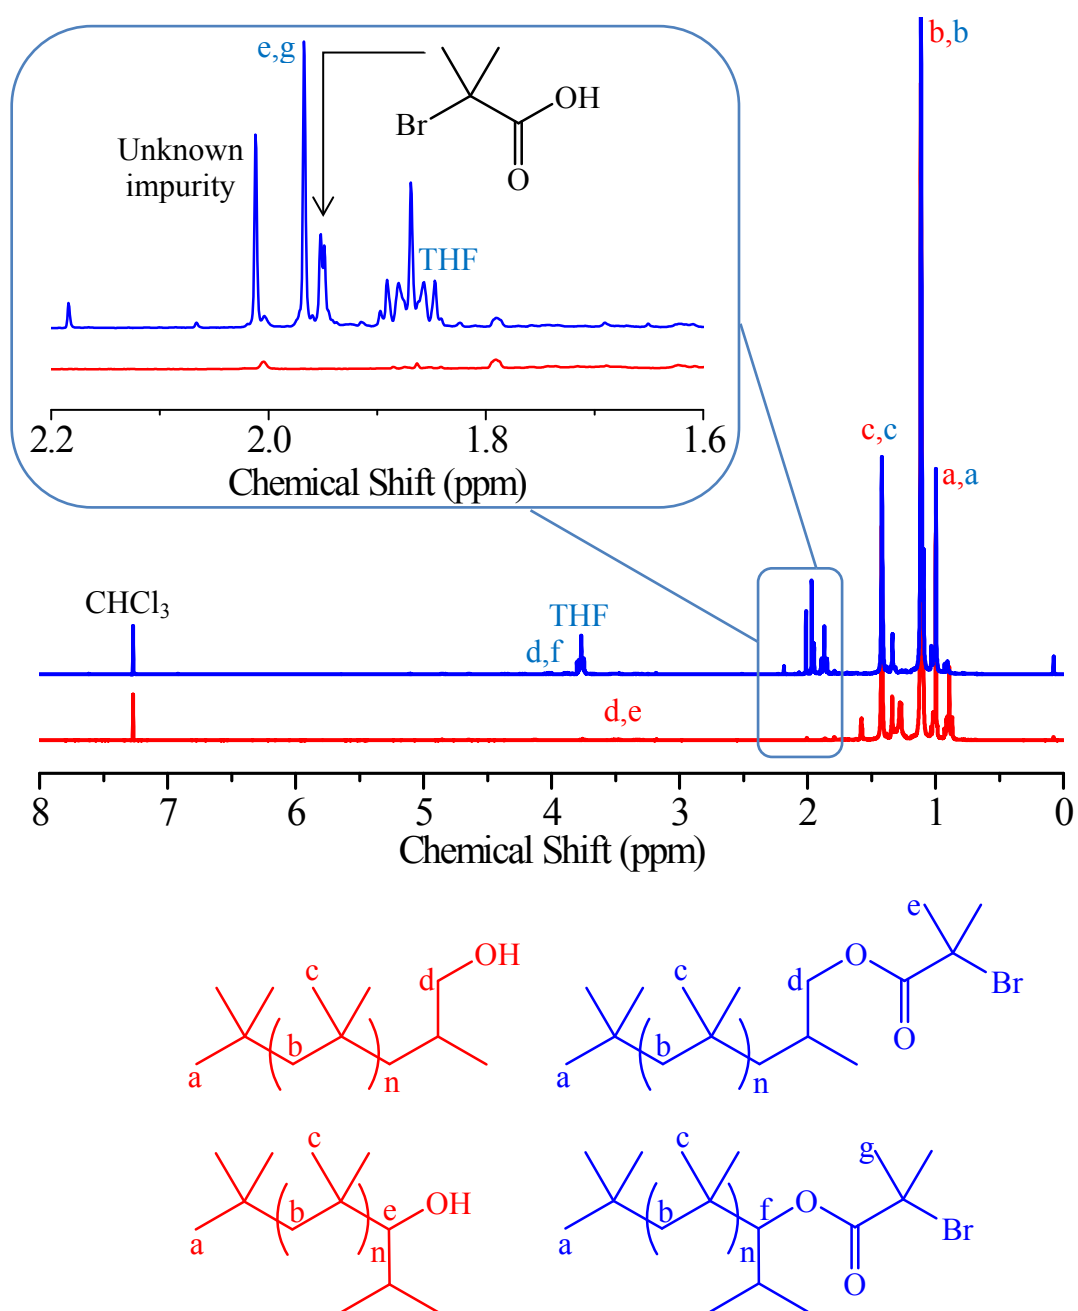 b,b
e,g
OH
Br
O
Unknown
impurity
THF
2.2 2.0 1.8 1.6
Chemical Shift (ppm)
c,c
a,a
CHCl₃
THF
d,f
d,e
8 7 6 5 4 3 2 1 0
Chemical Shift (ppm)
c
d
OH
b
a
n
e
c
d
O
Br
O
b
a
n
c
b
e
OH
a
n
c
g
b
f
O
Br
a
n
O